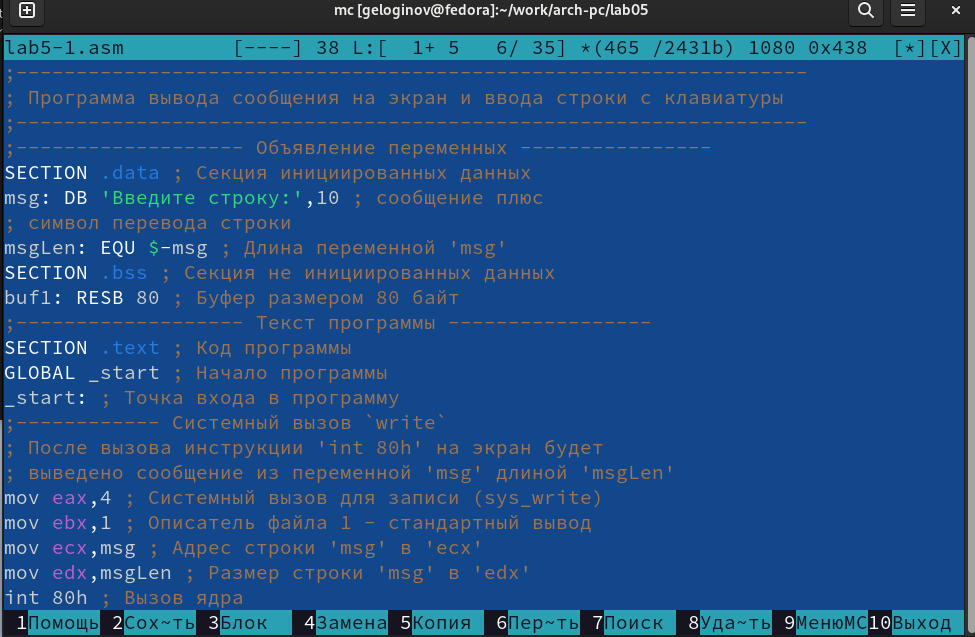 mc [geloginov@fedora]:~/work/arch-pc/lab05
lab5-1.asm [----] 38 L:[ 1+ 5 6/ 35] *(465 /2431b) 1080 0x438 [*][X]
;------------------------------------------------------------------
; Программа вывода сообщения на экран и ввода строки с клавиатуры
;------------------------------------------------------------------
;------------------- Объявление переменных ----------------
SECTION .data ; Секция инициированных данных
msg: DB 'Введите строку:',10 ; сообщение плюс
; символ перевода строки
msgLen: EQU $-msg ; Длина переменной 'msg'
SECTION .bss ; Секция не инициированных данных
buf1: RESB 80 ; Буфер размером 80 байт
;------------------- Текст программы -----------------
SECTION .text ; Код программы
GLOBAL _start ; Начало программы
_start: ; Точка входа в программу
;------------ Системный вызов `write`
; После вызова инструкции 'int 80h' на экран будет
; выведено сообщение из переменной 'msg' длиной 'msgLen'
mov eax,4 ; Системный вызов для записи (sys_write)
mov ebx,1 ; Описатель файла 1 - стандартный вывод
mov ecx,msg ; Адрес строки 'msg' в 'ecx'
mov edx,msgLen ; Размер строки 'msg' в 'edx'
int 80h ; Вызов ядра
1Помощь 2Сох~ть 3Блок 4Замена 5Копия 6Пер~ть 7Поиск 8Уда~ть 9МенюМС 10Выход